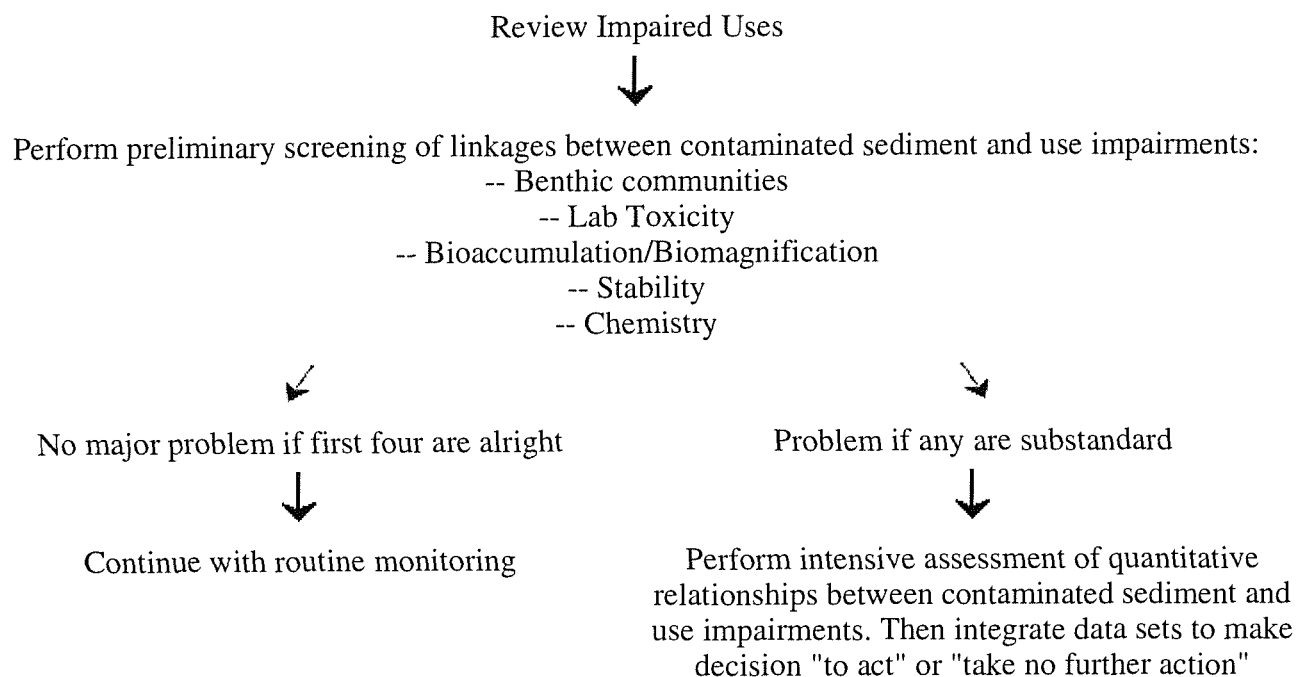 Review Impaired Uses
Perform preliminary screening of linkages between contaminated sediment and use impairments:
-- Benthic communities
-- Lab Toxicity
-- Bioaccumulation/Biomagnification
-- Stability
-- Chemistry
No major problem if first four are alright
Continue with routine monitoring
Problem if any are substandard
Perform intensive assessment of quantitative
relationships between contaminated sediment and
use impairments. Then integrate data sets to make
decision "to act" or "take no further action"